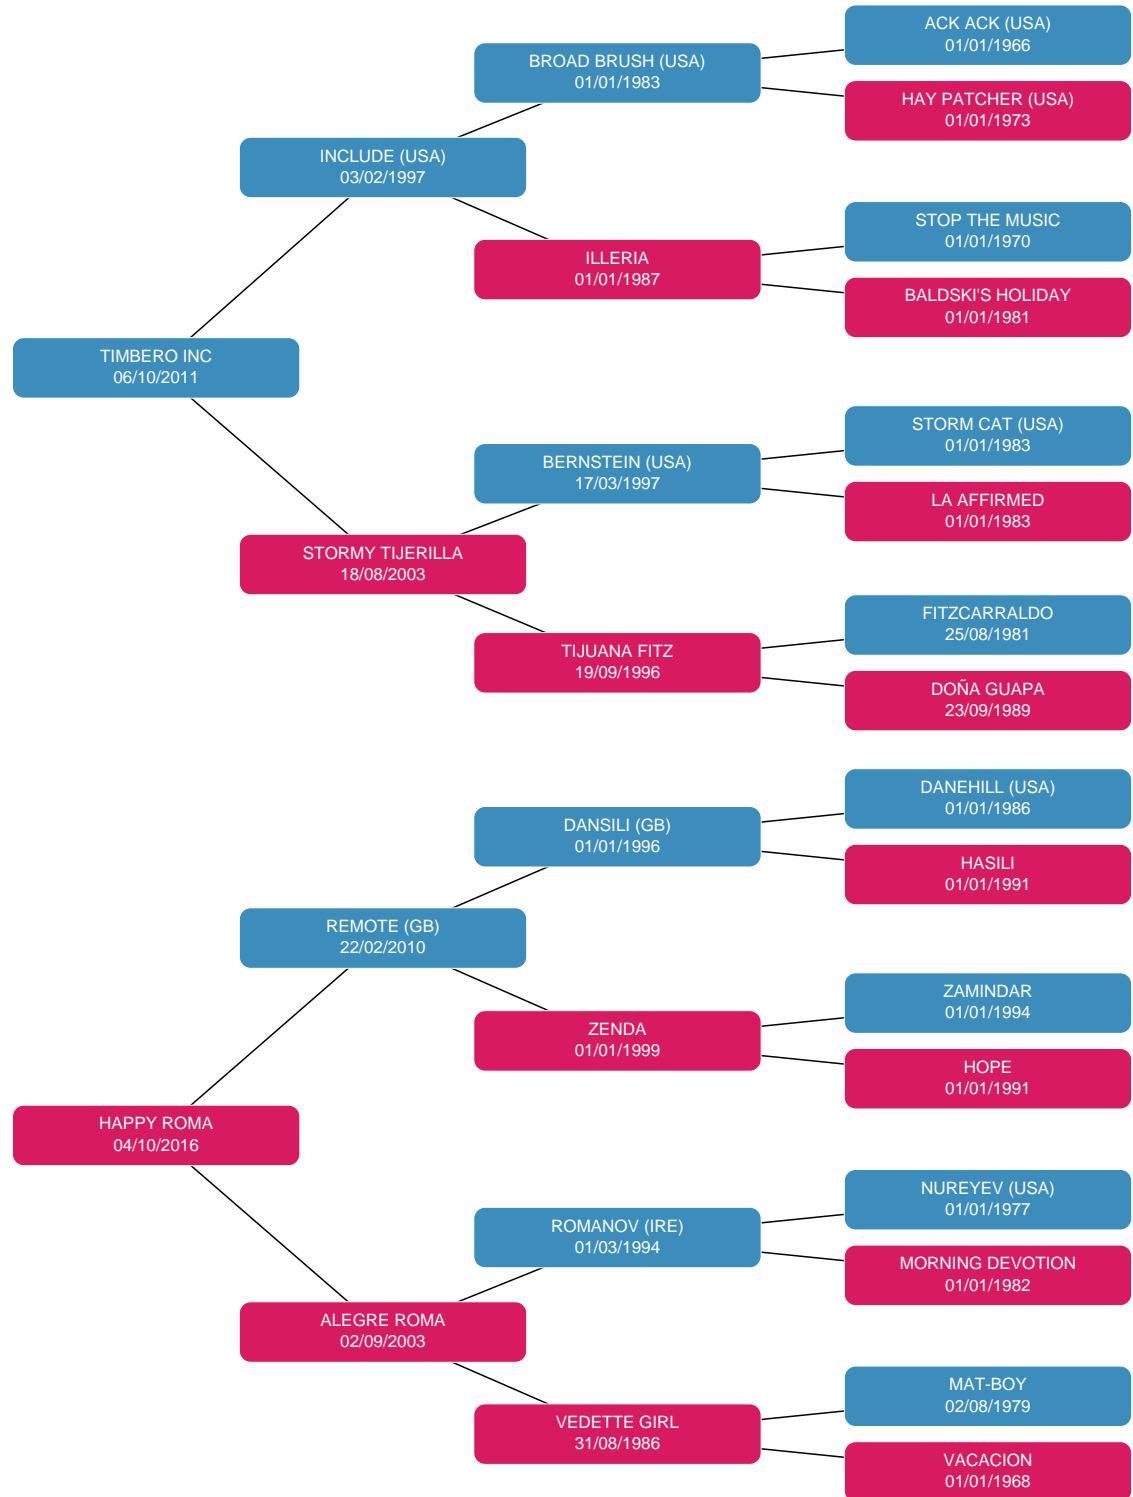 ACK ACK (USA)
01/01/1966
BROAD BRUSH (USA)
01/01/1983
HAY PATCHER (USA)
01/01/1973
INCLUDE (USA)
03/02/1997
STOP THE MUSIC
01/01/1970
ILLERIA
01/01/1987
BALDSKI'S HOLIDAY
01/01/1981
TIMBERO INC
06/10/2011
STORM CAT (USA)
01/01/1983
BERNSTEIN (USA)
17/03/1997
LA AFFIRMED
01/01/1983
STORMY TIJERILLA
18/08/2003
FITZCARRALDO
25/08/1981
TIJUANA FITZ
19/09/1996
DOÑA GUAPA
23/09/1989
DANEHILL (USA)
01/01/1986
DANSILI (GB)
01/01/1996
HASILI
01/01/1991
REMOTE (GB)
22/02/2010
ZAMINDAR
01/01/1994
ZENDA
01/01/1999
HOPE
01/01/1991
HAPPY ROMA
04/10/2016
NUREYEV (USA)
01/01/1977
ROMANOV (IRE)
01/03/1994
MORNING DEVOTION
01/01/1982
ALEGRE ROMA
02/09/2003
MAT-BOY
02/08/1979
VEDETTE GIRL
31/08/1986
VACACION
01/01/1968